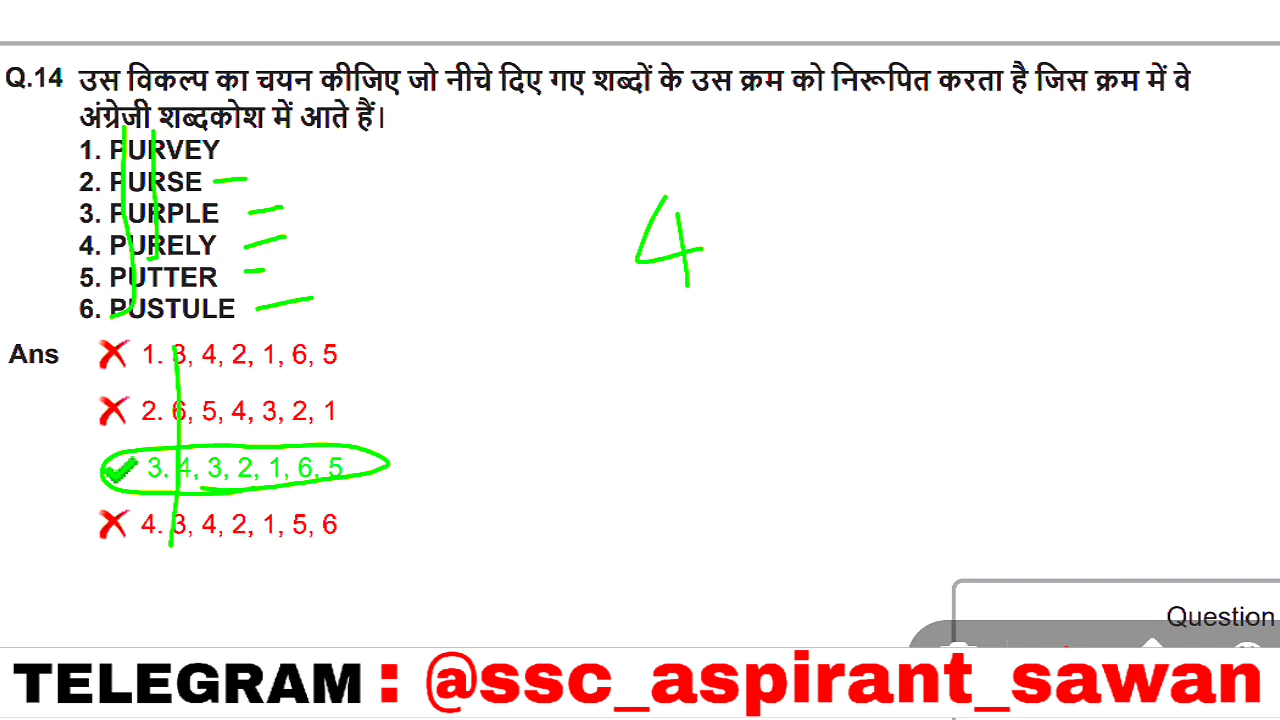 Q.14 उस विकल्प का चयन कीजिए जो नीचे दिए गए शब्दों के उस क्रम को निरूपित करता है जिस क्रम में वे
अंग्रेजी शब्दकोश में आते हैं।
1. PURVEY
2. PURSE
3. PURPLE
4. PURELY
5. PUTTER
6. PUSTULE
4
Ans 1. 3, 4, 2, 1, 6, 5
2. 6, 5, 4, 3, 2, 1
3. 4, 3, 2, 1, 6, 5
4. 3, 4, 2, 1, 5, 6
Question
TELEGRAM : @ssc_aspirant_sawan